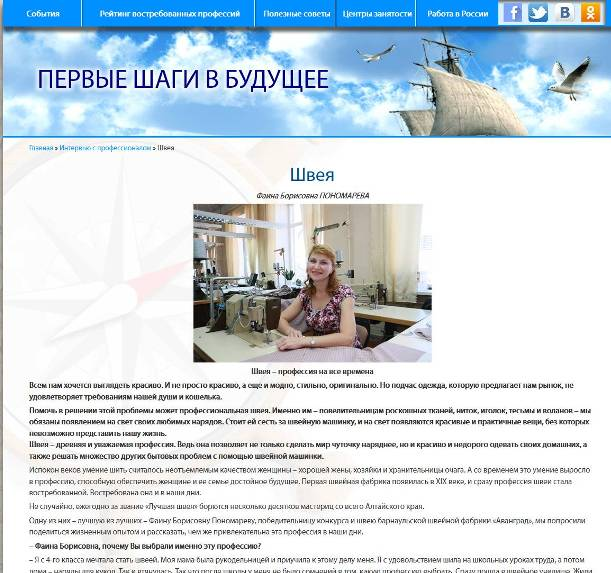 События Рейтинг востребованных профессий Полезные советы Центры занятости Работа в России
ПЕРВЫЕ ШАГИ В БУДУЩЕЕ
Главная » Интервью с профессионалом » Швея
Швея
Фаина Борисовна ПОНОМАРЕВА
Швея – профессия на все времена
Всем нам хочется выглядеть красиво. И не просто красиво, а еще и модно, стильно, оригинально. Но подчас одежда, которую предлагает нам рынок, не
удовлетворяет требованиям нашей души и кошелька.
Помочь в решении этой проблемы может профессиональная швея. Именно им – повелительницам роскошных тканей, ниток, иголок, тесьмы и воланов – мы
обязаны появлением на свет своих любимых нарядов. Стоит ей сесть за швейную машинку, и на свет появляются красивые и практичные вещи, без которых
невозможно представить нашу жизнь.
Швея – древняя и уважаемая профессия. Ведь она позволяет не только сделать мир чуточку наряднее, но и красиво и недорого одевать своих домашних, а
также решать множество других бытовых проблем с помощью швейной машинки.
Испокон веков умение шить считалось неотъемлемым качеством женщины – хорошей жены, хозяйки и хранительницы очага. А со временем это умение выросло
в профессию, способную обеспечить женщине и ее семье достойное будущее. Первая швейная фабрика появилась в XIX веке, и сразу профессия швеи стала
востребованной. Востребована она и в наши дни.
Не случайно, ежегодно за звание «Лучшая швея» борются несколько десятков мастериц со всего Алтайского края.
Одну из них – лучшую из лучших – Фаину Борисовну Пономареву, победительницу конкурса и швею барнаульской швейной фабрики «Авангард», мы попросили
поделиться жизненным опытом и рассказать, чем же привлекательна эта профессия в наши дни.
– Фаина Борисовна, почему Вы выбрали именно эту профессию?
– Я с 4-го класса мечтала стать швеей. Моя мама была рукодельницей и приучила к этому делу меня. Я с удовольствием шила на школьных уроках труда, а потом